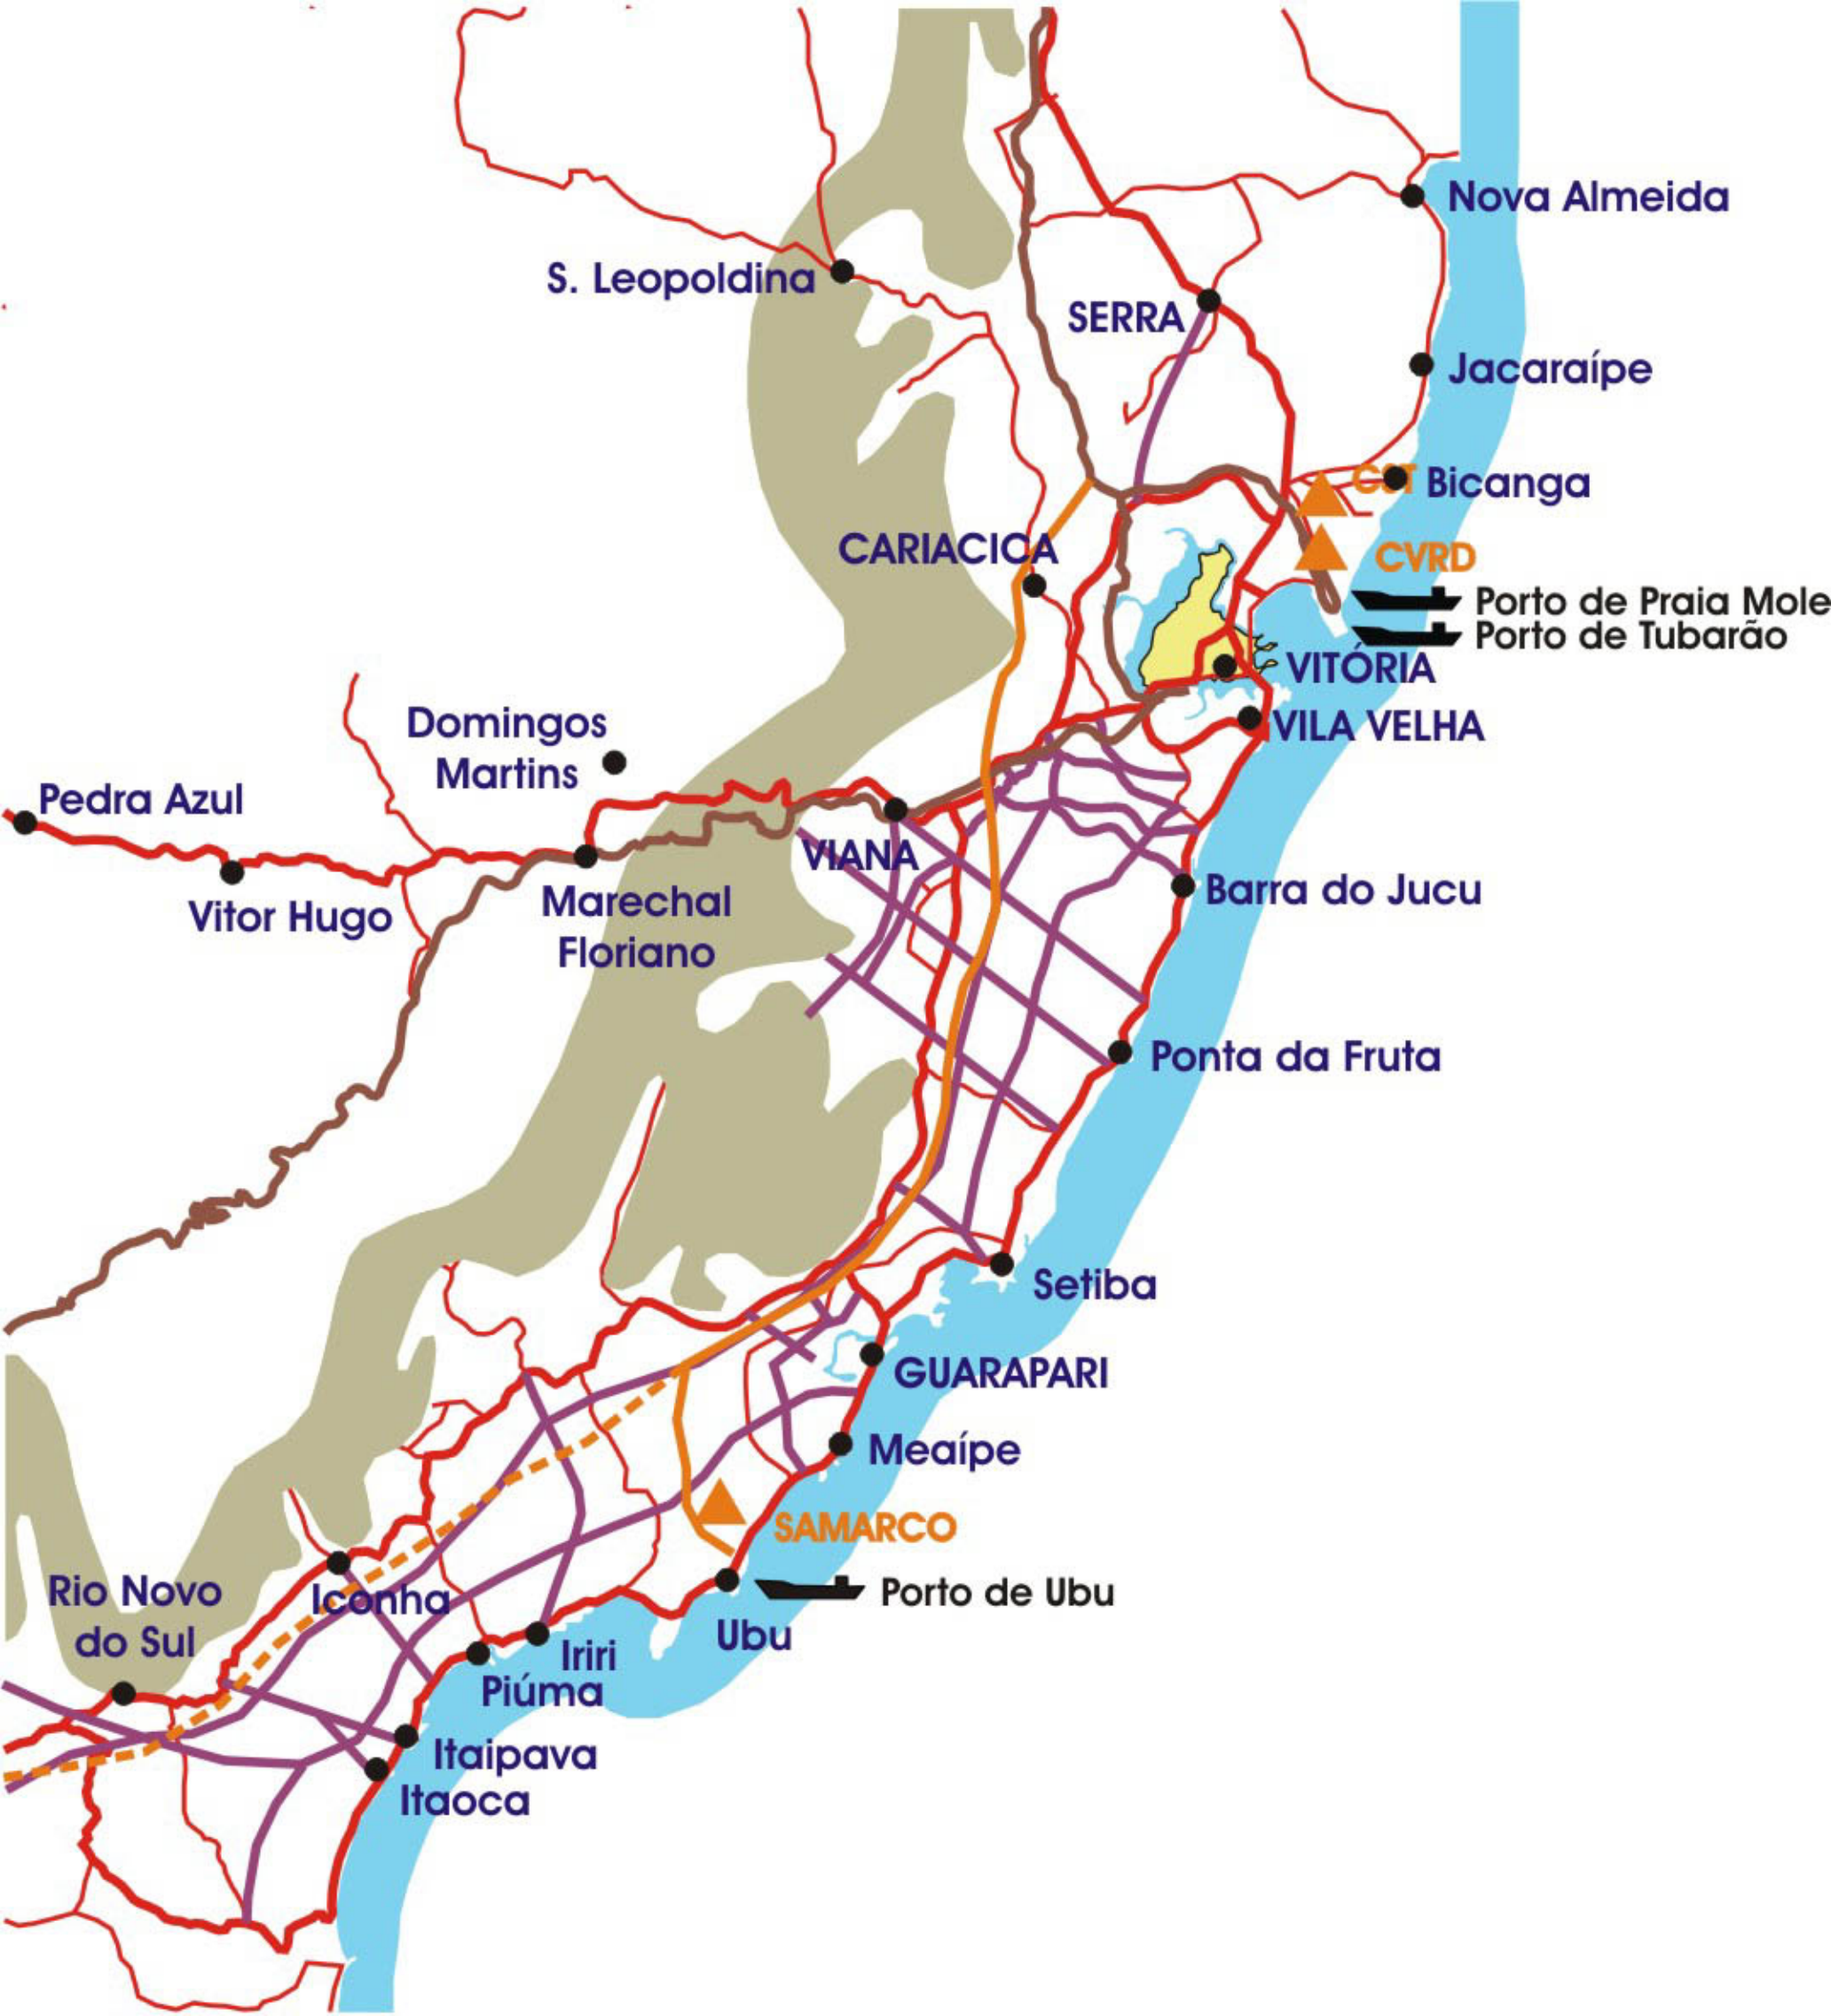 Nova Almeida
S. Leopoldina
SERRA
Jacaraípe
CST
Bicanga
CARIACICA
CVRD
Porto de Praia Mole
Porto de Tubarão
VITÓRIA
VILA VELHA
Domingos
Martins
Pedra Azul
VIANA
Vitor Hugo
Marechal
Floriano
Barra do Jucu
Ponta da Fruta
Setiba
GUARAPARI
Meaípe
SAMARCO
Porto de Ubu
Ubu
Rio Novo
do Sul
Iconha
Iriri
Piúma
Itaipava
Itaoca